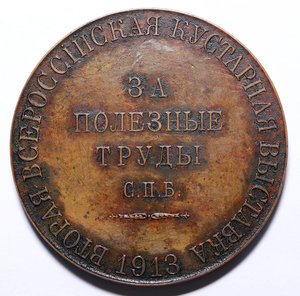 ВТОРАЯ ВСЕРОССІЙСКАЯ КУСТАРНАЯ ВЫСТАВКА
ЗА
ПОЛЕЗНЫЕ
ТРУДЫ
С.П.Б.
1913